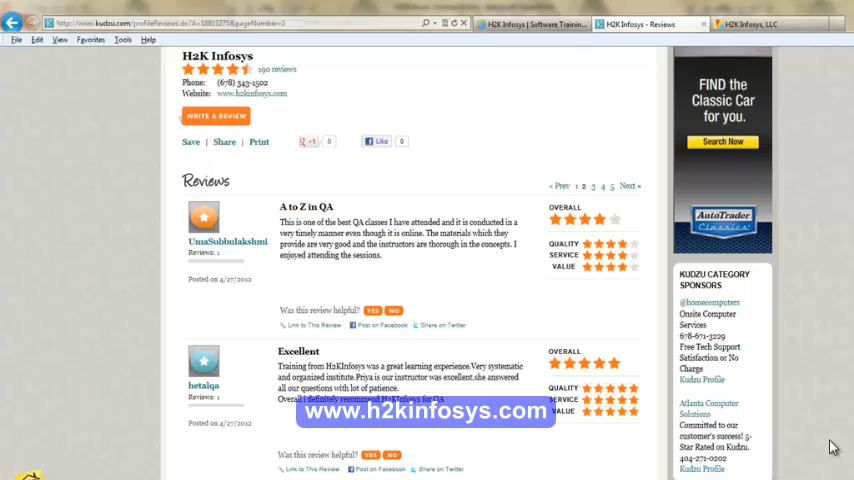 http://www.kudzu.com/profileReviews.do?A=18813275&pageNumber=2
H2K Infosys | Software Trainin...
H2K Infosys - Reviews
H2K Infosys, LLC
File Edit View Favorites Tools Help
H2K Infosys
190 reviews
Phone: (678) 343-1502
Website: www.h2kinfosys.com
WRITE A REVIEW
Save | Share | Print
+1 0
Like 0
Reviews
« Prev 1 2 3 4 5 Next »
A to Z in QA
This is one of the best QA classes I have attended and it is conducted in a
very timely manner even though it is online. The materials which they
provide are very good and the instructors are thorough in the concepts. I
enjoyed attending the sessions.
UmaSubbulakshmi
Reviews: 1
Posted on 4/27/2012
OVERALL
QUALITY
SERVICE
VALUE
Was this review helpful? YES NO
Link to This Review Post on Facebook Share on Twitter
Excellent
Training from H2KInfosys was a great learning experience.Very systematic
and organized institute.Priya is our instructor was excellent.she answered
all our questions with lot of patience.
Overall i definitely recommend H2KInfosys for QA
hetalqa
Reviews: 1
Posted on 4/27/2012
OVERALL
QUALITY
SERVICE
VALUE
www.h2kinfosys.com
Was this review helpful? YES NO
Link to This Review Post on Facebook Share on Twitter
FIND the
Classic Car
for you.
Search Now
AutoTrader
Classics
KUDZU CATEGORY
SPONSORS
@homecomputers
Onsite Computer
Services
678-671-3229
Free Tech Support
Satisfaction or No
Charge
Kudzu Profile
Atlanta Computer
Solutions
Committed to our
customer's success! 5-
Star Rated on Kudzu.
404-271-0202
Kudzu Profile